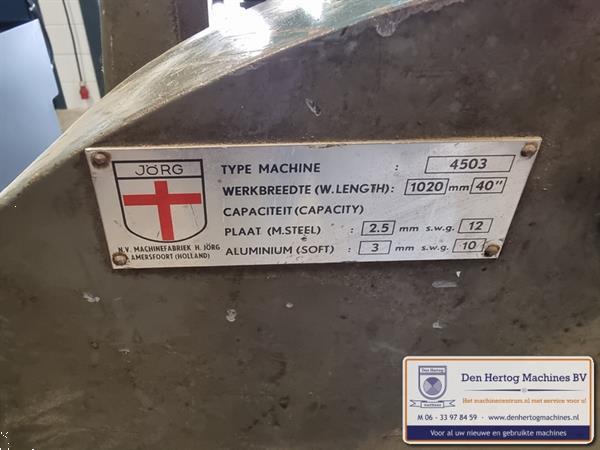 JÖRG
N.V. MACHINEFABRIEK H. JÖRG
AMERSFOORT (HOLLAND)
TYPE MACHINE : 4503
WERKBREEDTE (W.LENGTH): 1020 mm 40"
CAPACITEIT (CAPACITY)
PLAAT (M.STEEL) : 2.5 mm s.w.g. 12
ALUMINIUM (SOFT) : 3 mm s.w.g. 10
Den Hertog Machines BV
Het machinecentrum.nl met service voor u!
M 06 - 33 97 84 59 - www.denhertogmachines.nl
Voor al uw nieuwe en gebruikte machines